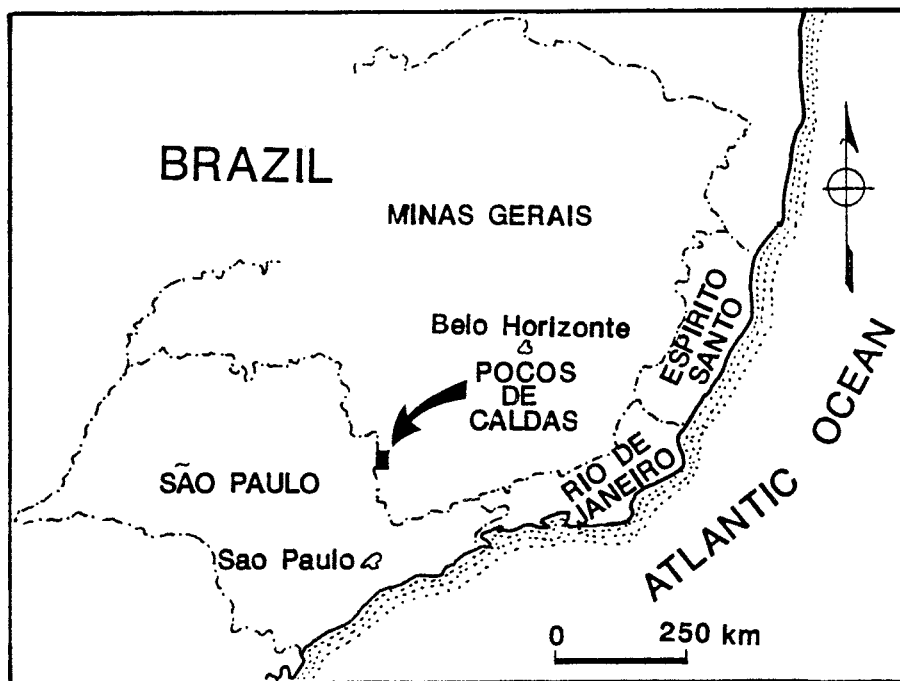 BRAZIL
MINAS GERAIS
Belo Horizonte
POCOS
DE
CALDAS
ESPIRITO
SANTO
RIO DE
JANEIRO
SÃO PAULO
Sao Paulo
ATLANTIC OCEAN
0 250 km